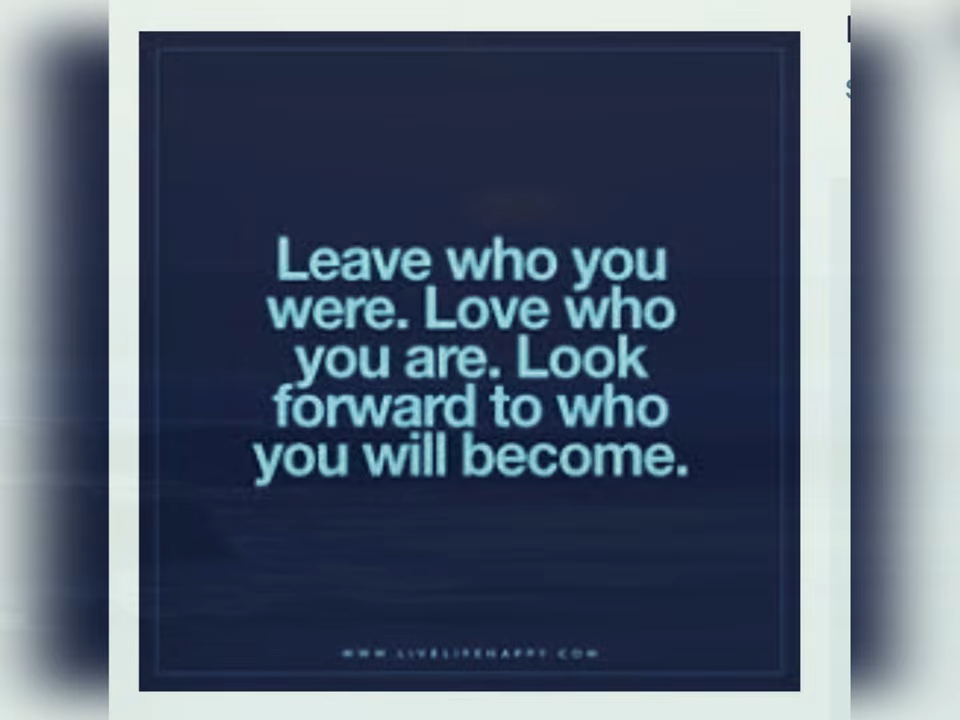 Leave who you
were. Love who
you are. Look
forward to who
you will become.
WWW.LIVELIFEHAPPY.COM